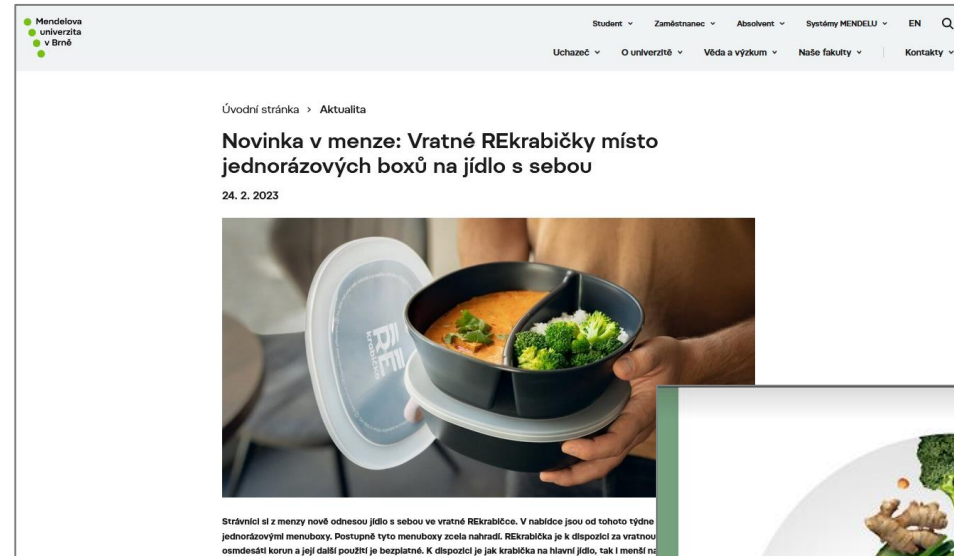 Mendelova
univerzita
v Brně
Student Zaměstnanec Absolvent Systémy MENDELU EN
Uchazeč O univerzitě Věda a výzkum Naše fakulty Kontakty
Úvodní stránka > Aktualita
Novinka v menze: Vratné REkrabičky místo
jednorázových boxů na jídlo s sebou
24. 2. 2023
RE
krabička
Strávníci si z menzy nově odnesou jídlo s sebou ve vratné REkrabičce. V nabídce jsou od tohoto týdne
jednorázovými menuboxy. Postupně tyto menuboxy zcela nahradí. REkrabička je k dispozici za vratnou
osmdesáti korun a její další použití je bezplatné. K dispozici je jak krabička na hlavní jídlo, tak i menší